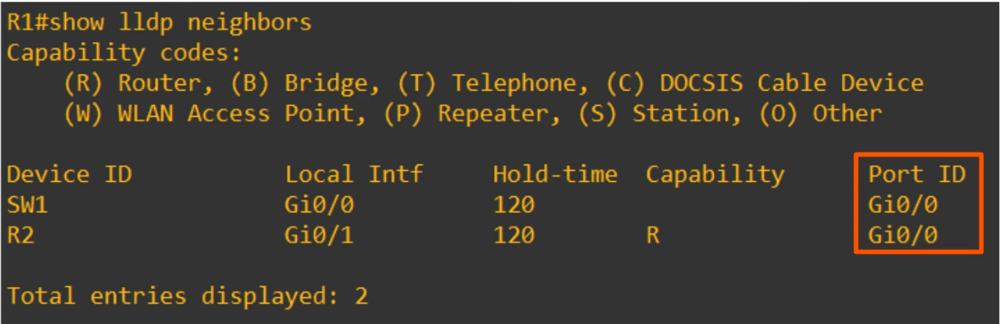 R1#show lldp neighbors
Capability codes:
(R) Router, (B) Bridge, (T) Telephone, (C) DOCSIS Cable Device
(W) WLAN Access Point, (P) Repeater, (S) Station, (O) Other
Device ID Local Intf Hold-time Capability Port ID
SW1 Gi0/0 120 Gi0/0
R2 Gi0/1 120 R Gi0/0
Total entries displayed: 2